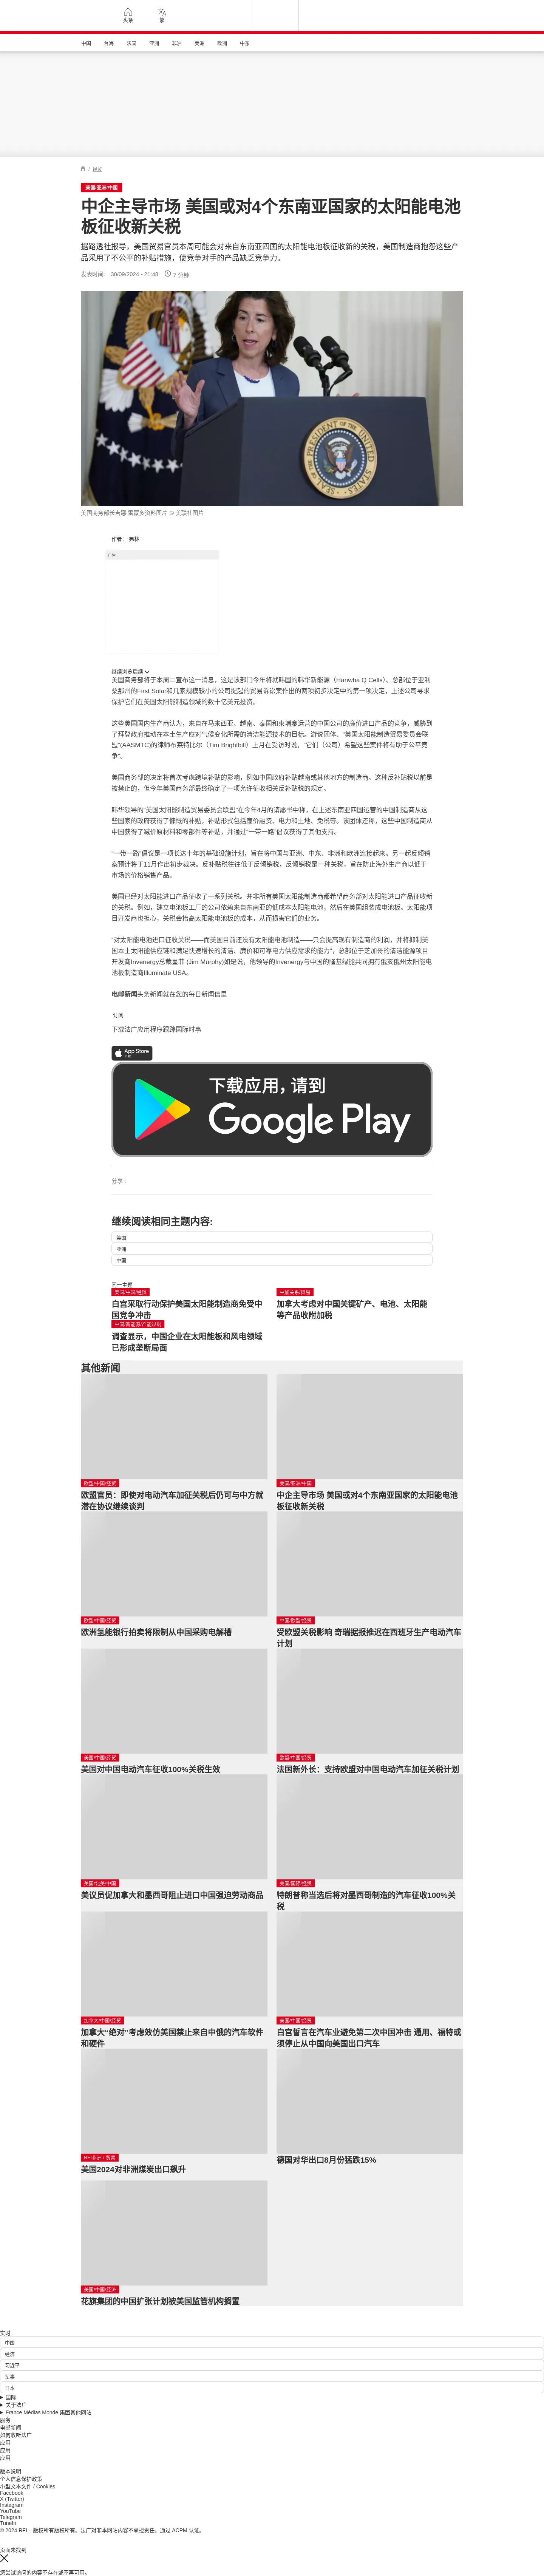 头条
繁
中国 台海 法国 亚洲 非洲 美洲 欧洲 中东
/ 经贸
美国/亚洲/中国
中企主导市场 美国或对4个东南亚国家的太阳能电池
板征收新关税
据路透社报导，美国贸易官员本周可能会对来自东南亚四国的太阳能电池板征收新的关税，美国制造商抱怨这些产
品采用了不公平的补贴措施，使竞争对手的产品缺乏竞争力。
发表时间： 30/09/2024 - 21:48 7 分钟
美国商务部长吉娜 雷蒙多资料图片 © 美联社图片
作者： 弗林
广告
继续浏览后续
美国商务部将于本周二宣布这一消息，这是该部门今年将就韩国的韩华新能源（Hanwha Q Cells）、总部位于亚利
桑那州的First Solar和几家规模较小的公司提起的贸易诉讼案作出的两项初步决定中的第一项决定，上述公司寻求
保护它们在美国太阳能制造领域的数十亿美元投资。
这些美国国内生产商认为，来自在马来西亚、越南、泰国和柬埔寨运营的中国公司的廉价进口产品的竞争，威胁到
了拜登政府推动在本土生产应对气候变化所需的清洁能源技术的目标。游说团体、“美国太阳能制造贸易委员会联
盟”(AASMTC)的律师布莱特比尔（Tim Brightbill）上月在受访时说，“它们（公司）希望这些案件将有助于公平竞
争”。
美国商务部的决定将首次考虑跨境补贴的影响，例如中国政府补贴越南或其他地方的制造商。这种反补贴税以前是
被禁止的，但今年美国商务部最终确定了一项允许征收相关反补贴税的规定。
韩华领导的“美国太阳能制造贸易委员会联盟”在今年4月的请愿书中称，在上述东南亚四国运营的中国制造商从这
些国家的政府获得了慷慨的补贴，补贴形式包括廉价融资、电力和土地、免税等。该团体还称，这些中国制造商从
中国获得了减价原材料和零部件等补贴，并通过“一带一路”倡议获得了其他支持。
“一带一路”倡议是一项长达十年的基础设施计划，旨在将中国与亚洲、中东、非洲和欧洲连接起来。另一起反倾销
案预计将于11月作出初步裁决。反补贴税往往低于反倾销税，反倾销税是一种关税，旨在防止海外生产商以低于
市场的价格销售产品。
美国已经对太阳能进口产品征收了一系列关税。并非所有美国太阳能制造商都希望商务部对太阳能进口产品征收新
的关税。例如，建立电池板工厂的公司依赖来自东南亚的低成本太阳能电池，然后在美国组装成电池板。太阳能项
目开发商也担心，关税会抬高太阳能电池板的成本，从而损害它们的业务。
“对太阳能电池进口征收关税——而美国目前还没有太阳能电池制造——只会提高现有制造商的利润，并将抑制美
国本土太阳能供应链和满足快速增长的清洁、廉价和可靠电力供应需求的能力”，总部位于芝加哥的清洁能源项目
开发商Invenergy总裁墨菲 (Jim Murphy)如是说，他领导的Invenergy与中国的隆基绿能共同拥有俄亥俄州太阳能电
池板制造商Illuminate USA。
电邮新闻头条新闻就在您的每日新闻信里
订阅
下载法广应用程序跟踪国际时事
App Store
下载
下载应用，请到
Google Play
分享 :
继续阅读相同主题内容:
美国
亚洲
中国
同一主题
美国/中国/经贸
白宫采取行动保护美国太阳能制造商免受中
国竞争冲击
中加关系/贸易
加拿大考虑对中国关键矿产、电池、太阳能
等产品收附加税
中国/新能源/产能过剩
调查显示，中国企业在太阳能板和风电领域
已形成垄断局面
其他新闻
欧盟/中国/经贸
欧盟官员：即使对电动汽车加征关税后仍可与中方就
潜在协议继续谈判
美国/亚洲/中国
中企主导市场 美国或对4个东南亚国家的太阳能电池
板征收新关税
欧盟/中国/经贸
欧洲氢能银行拍卖将限制从中国采购电解槽
中国/欧盟/经贸
受欧盟关税影响 奇瑞据报推迟在西班牙生产电动汽车
计划
美国/中国/经贸
美国对中国电动汽车征收100%关税生效
欧盟/中国/经贸
法国新外长：支持欧盟对中国电动汽车加征关税计划
美国/北美/中国
美议员促加拿大和墨西哥阻止进口中国强迫劳动商品
美国/国际/经贸
特朗普称当选后将对墨西哥制造的汽车征收100%关
税
加拿大/中国/经贸
加拿大“绝对”考虑效仿美国禁止来自中俄的汽车软件
和硬件
美国/中国/经贸
白宫誓言在汽车业避免第二次中国冲击 通用、福特或
须停止从中国向美国出口汽车
RFI非洲 / 贸易
美国2024对非洲煤炭出口飙升
德国对华出口8月份猛跌15%
美国/中国/经济
花旗集团的中国扩张计划被美国监管机构搁置
实时
中国
经济
习近平
军事
日本
国际
关于法广
France Médias Monde 集团其他网站
服务
电邮新闻
如何收听法广
应用
应用
应用
版本说明
个人信息保护政策
小型文本文件 / Cookies
Facebook
X (Twitter)
Instagram
YouTube
Telegram
TuneIn
© 2024 RFI – 版权所有版权所有。法广对非本网站内容不承担责任。通过 ACPM 认证。
页面未找到
您尝试访问的内容不存在或不再可用。